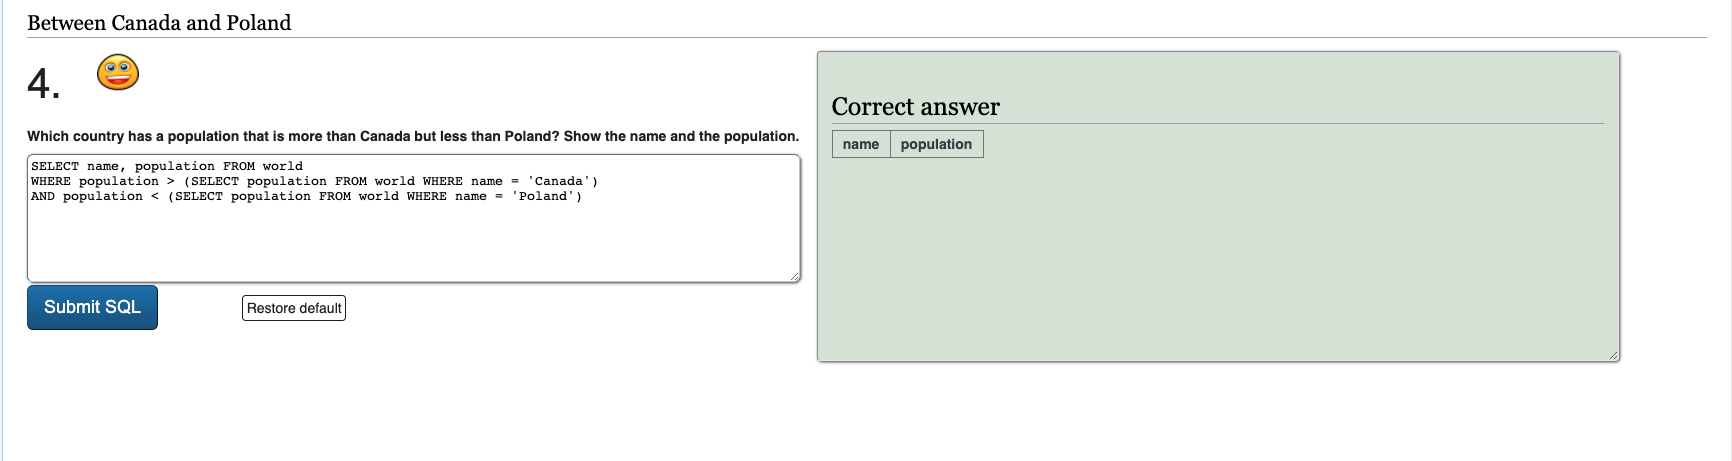 Between Canada and Poland
4.
Which country has a population that is more than Canada but less than Poland? Show the name and the population.
SELECT name, population FROM world
WHERE population > (SELECT population FROM world WHERE name = 'Canada')
AND population < (SELECT population FROM world WHERE name = 'Poland')
Submit SQL
Restore default
Correct answer
name population